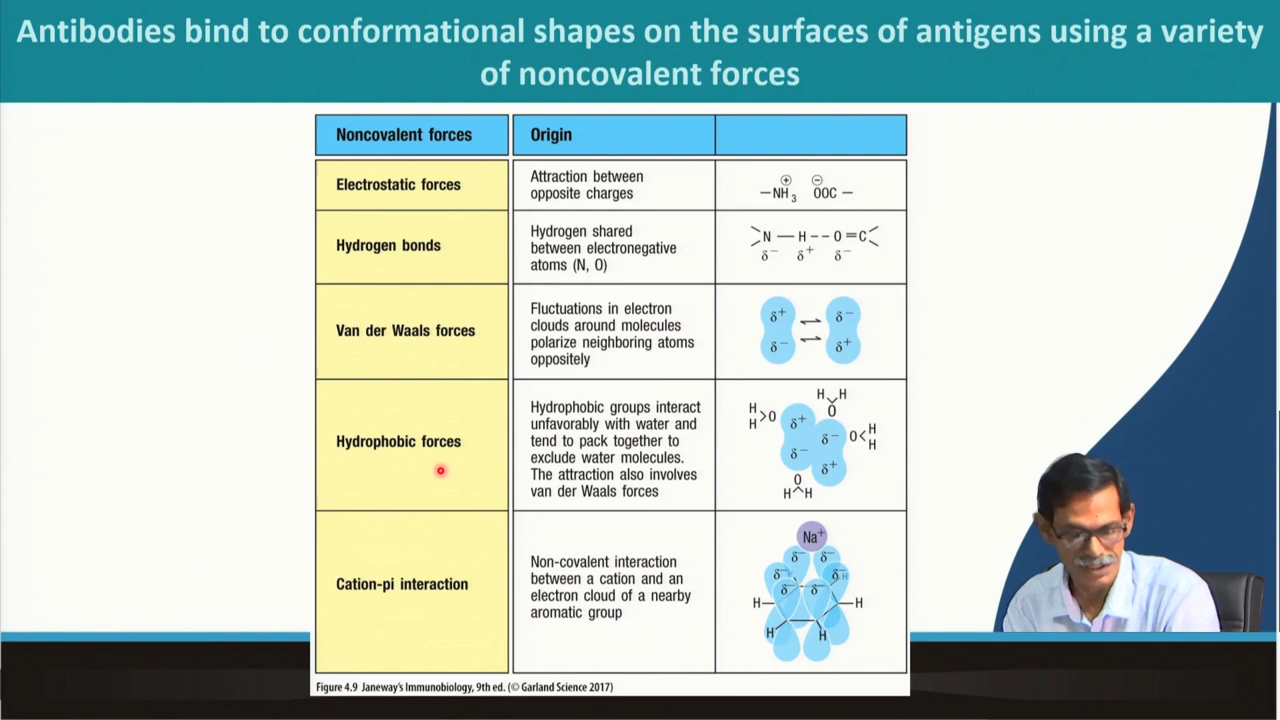 Antibodies bind to conformational shapes on the surfaces of antigens using a variety
of noncovalent forces
Noncovalent forces
Origin
Electrostatic forces
Attraction between
opposite charges
⊕ ⊖
—NH3 OOC —
Hydrogen bonds
Hydrogen shared
between electronegative
atoms (N, O)
N — H - - O = C
δ− δ+ δ−
Van der Waals forces
Fluctuations in electron
clouds around molecules
polarize neighboring atoms
oppositely
δ+ ⇌ δ−
δ− ⇌ δ+
Hydrophobic forces
Hydrophobic groups interact
unfavorably with water and
tend to pack together to
exclude water molecules.
The attraction also involves
van der Waals forces
H H
H O
H >O δ+
δ− O< H
H
δ− δ+
O
H H
Cation-pi interaction
Non-covalent interaction
between a cation and an
electron cloud of a nearby
aromatic group
Na+
δ− δ−
δ− δ− H
δ− δ−
H— —H
H H
Figure 4.9 Janeway's Immunobiology, 9th ed. (© Garland Science 2017)